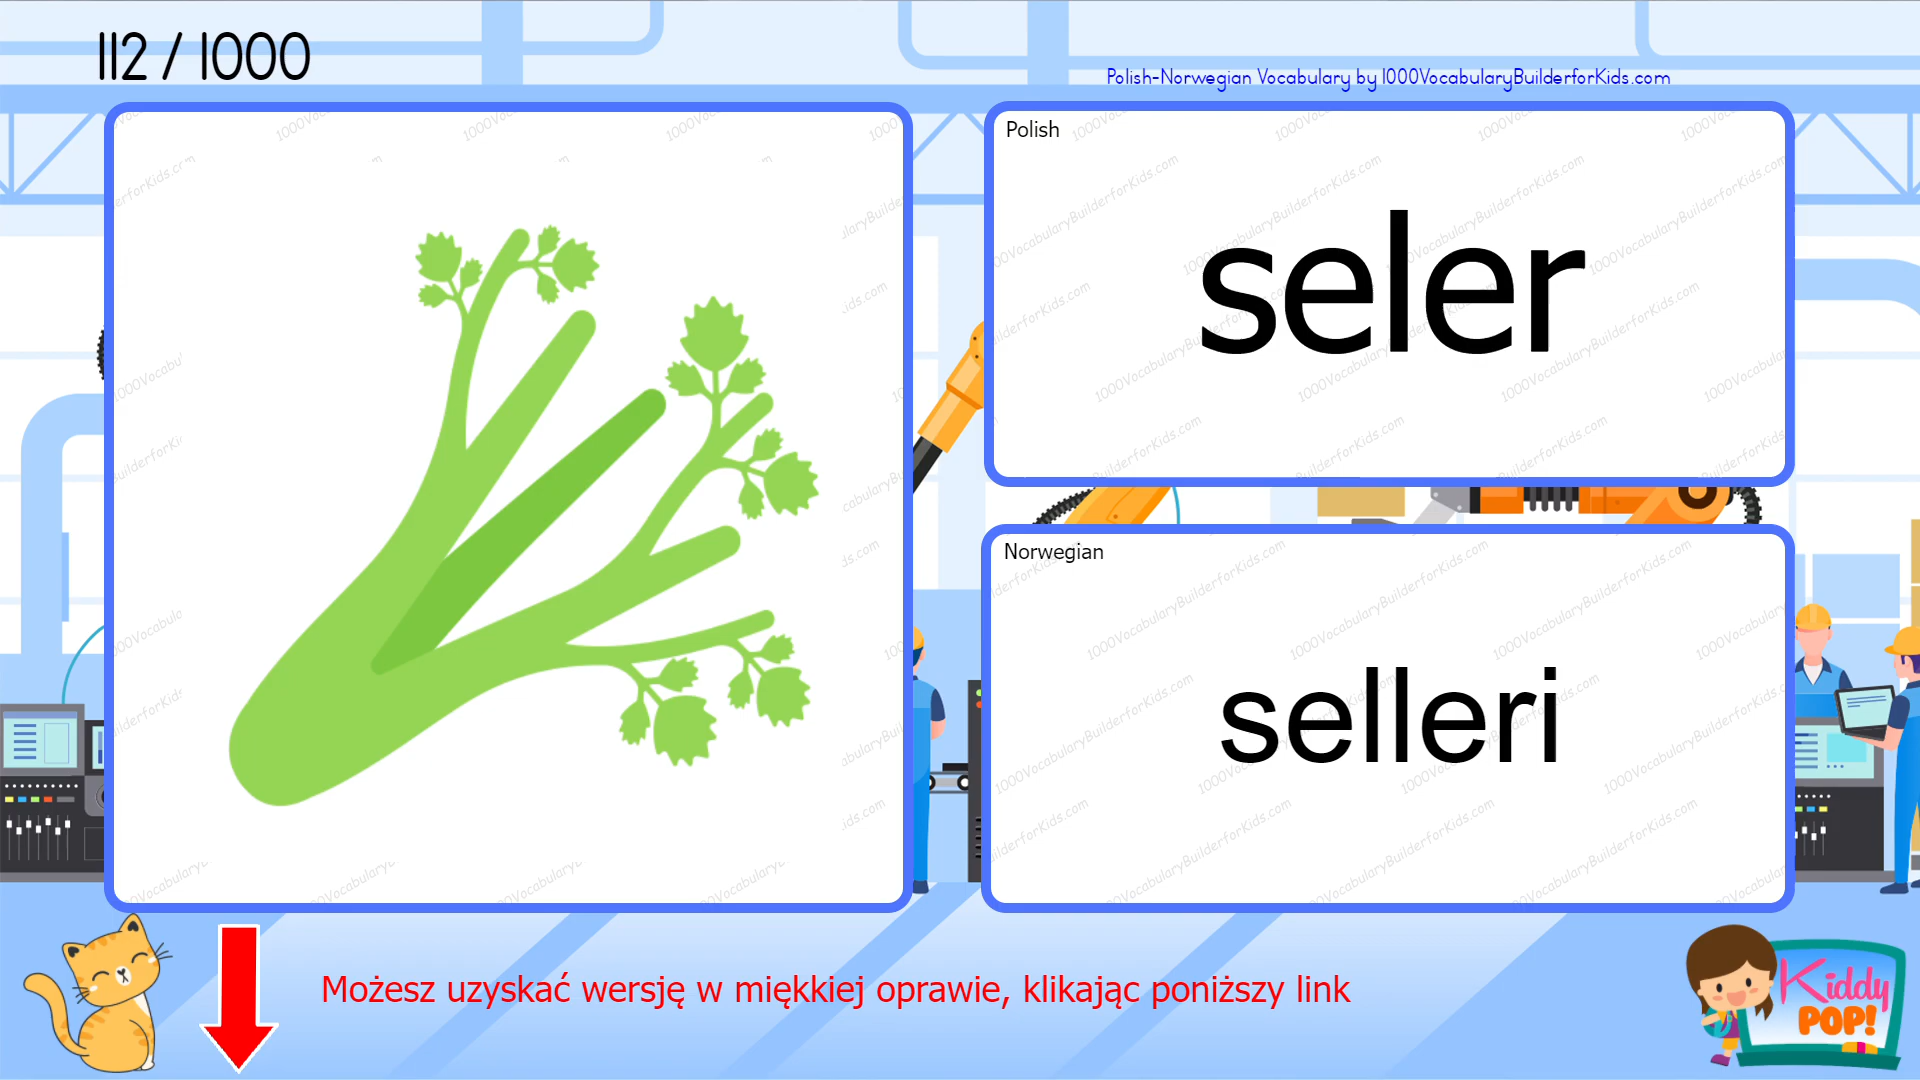 112 / 1000
Polish-Norwegian Vocabulary by 1000VocabularyBuilderforKids.com
Polish
seler
Norwegian
selleri
Możesz uzyskać wersję w miękkiej oprawie, klikając poniższy link
Kiddy
POP!